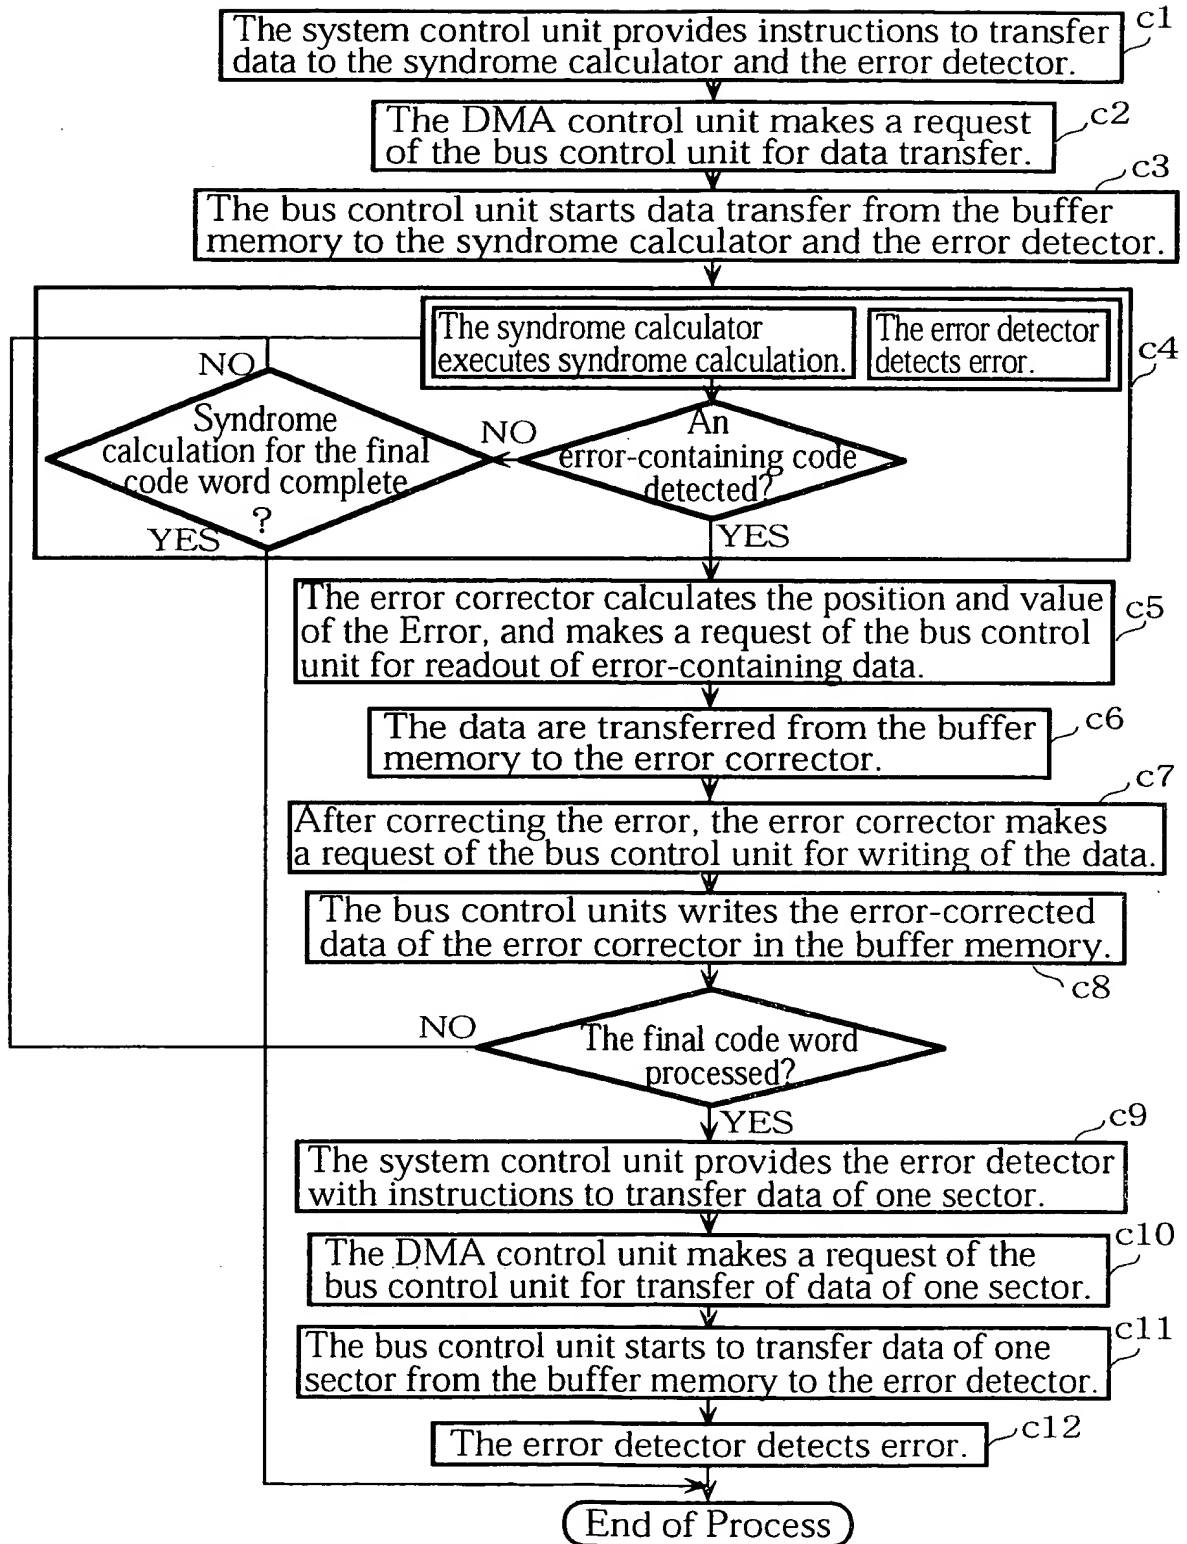 c1
The system control unit provides instructions to transfer
data to the syndrome calculator and the error detector.
c2
The DMA control unit makes a request
of the bus control unit for data transfer.
c3
The bus control unit starts data transfer from the buffer
memory to the syndrome calculator and the error detector.
c4
The syndrome calculator
executes syndrome calculation.
The error detector
detects error.
NO
Syndrome
calculation for the final
code word complete
?
YES
NO
An
error-containing code
detected?
YES
c5
The error corrector calculates the position and value
of the Error, and makes a request of the bus control
unit for readout of error-containing data.
c6
The data are transferred from the buffer
memory to the error corrector.
c7
After correcting the error, the error corrector makes
a request of the bus control unit for writing of the data.
The bus control units writes the error-corrected
data of the error corrector in the buffer memory.
c8
NO
The final code word
processed?
YES
c9
The system control unit provides the error detector
with instructions to transfer data of one sector.
c10
The DMA control unit makes a request of the
bus control unit for transfer of data of one sector.
c11
The bus control unit starts to transfer data of one
sector from the buffer memory to the error detector.
c12
The error detector detects error.
End of Process